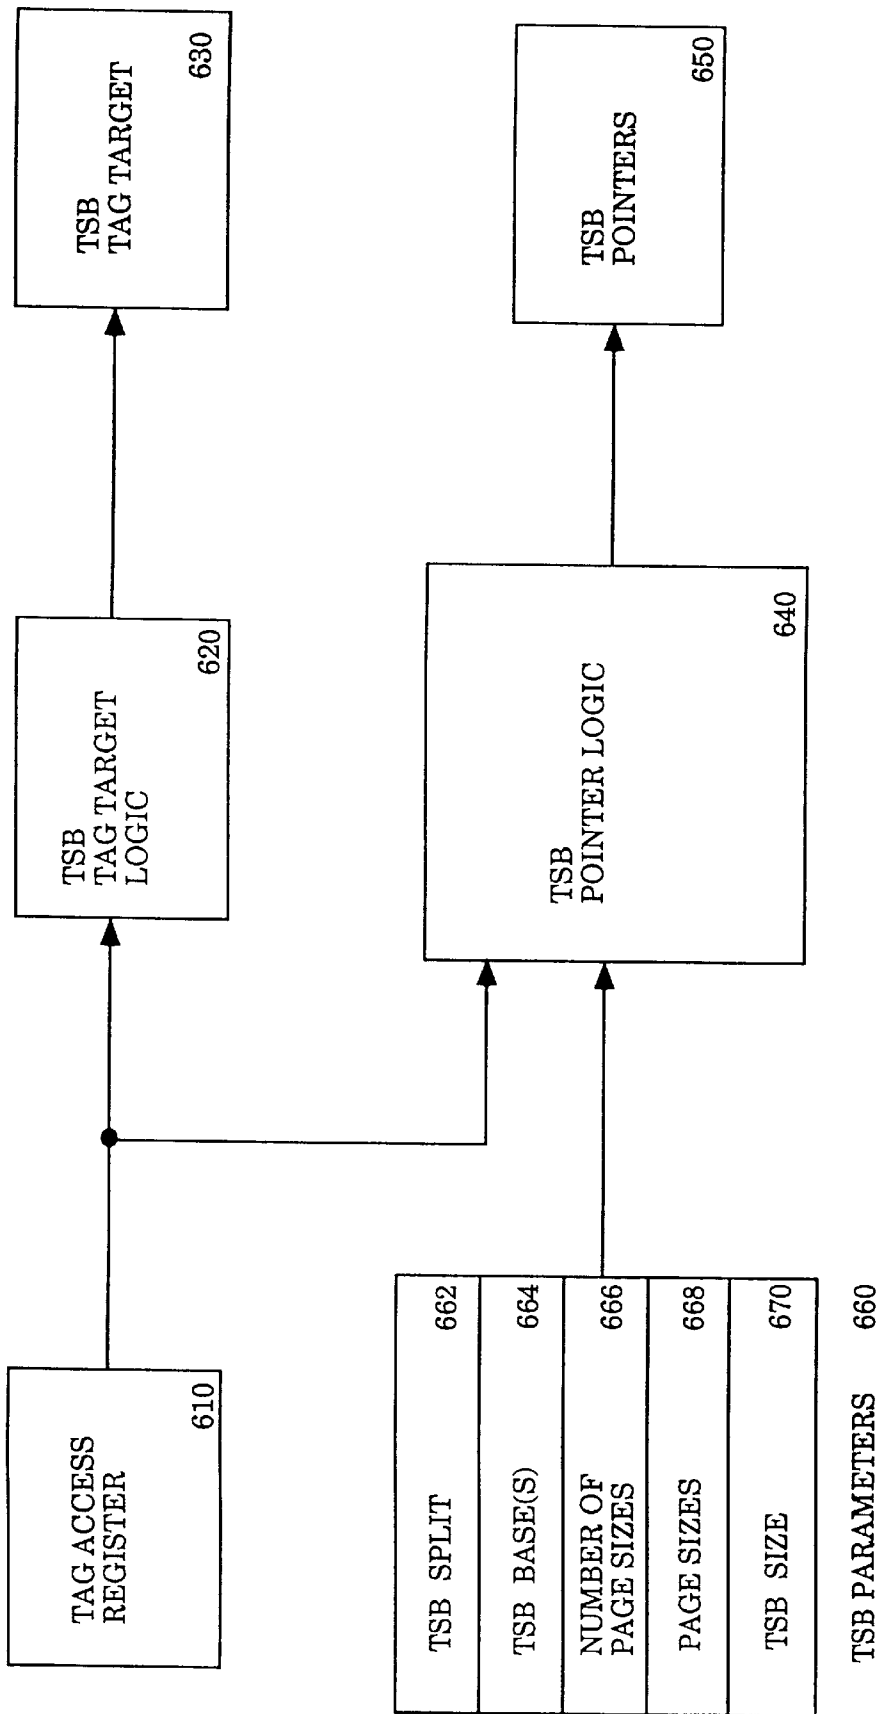 TAG ACCESS
REGISTER
610
TSB
TAG TARGET
LOGIC
620
TSB
TAG TARGET
630
TSB SPLIT 662
TSB BASE(S) 664
NUMBER OF
PAGE SIZES
666
PAGE SIZES 668
TSB SIZE 670
TSB PARAMETERS 660
TSB
POINTER LOGIC
640
TSB
POINTERS
650